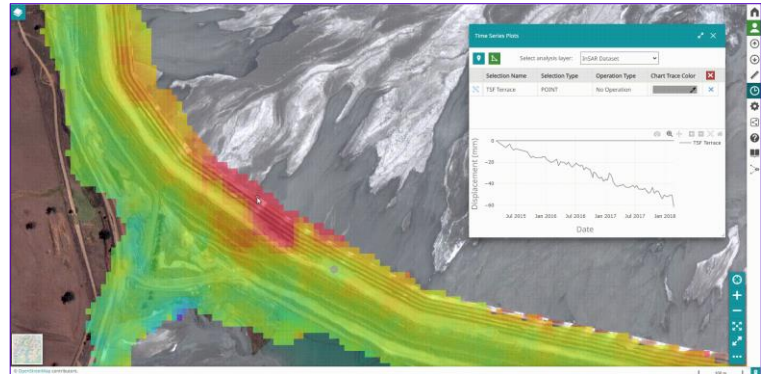 Time Series Plots
Select analysis layer: InSAR Dataset
Selection Name Selection Type Operation Type Chart Trace Color
TSF Terrace POINT No Operation
TSF Terrace
Displacement (mm)
0
−20
−40
−60
Jul 2015 Jan 2016 Jul 2016 Jan 2017 Jul 2017 Jan 2018
Date
© OpenStreetMap contributors.